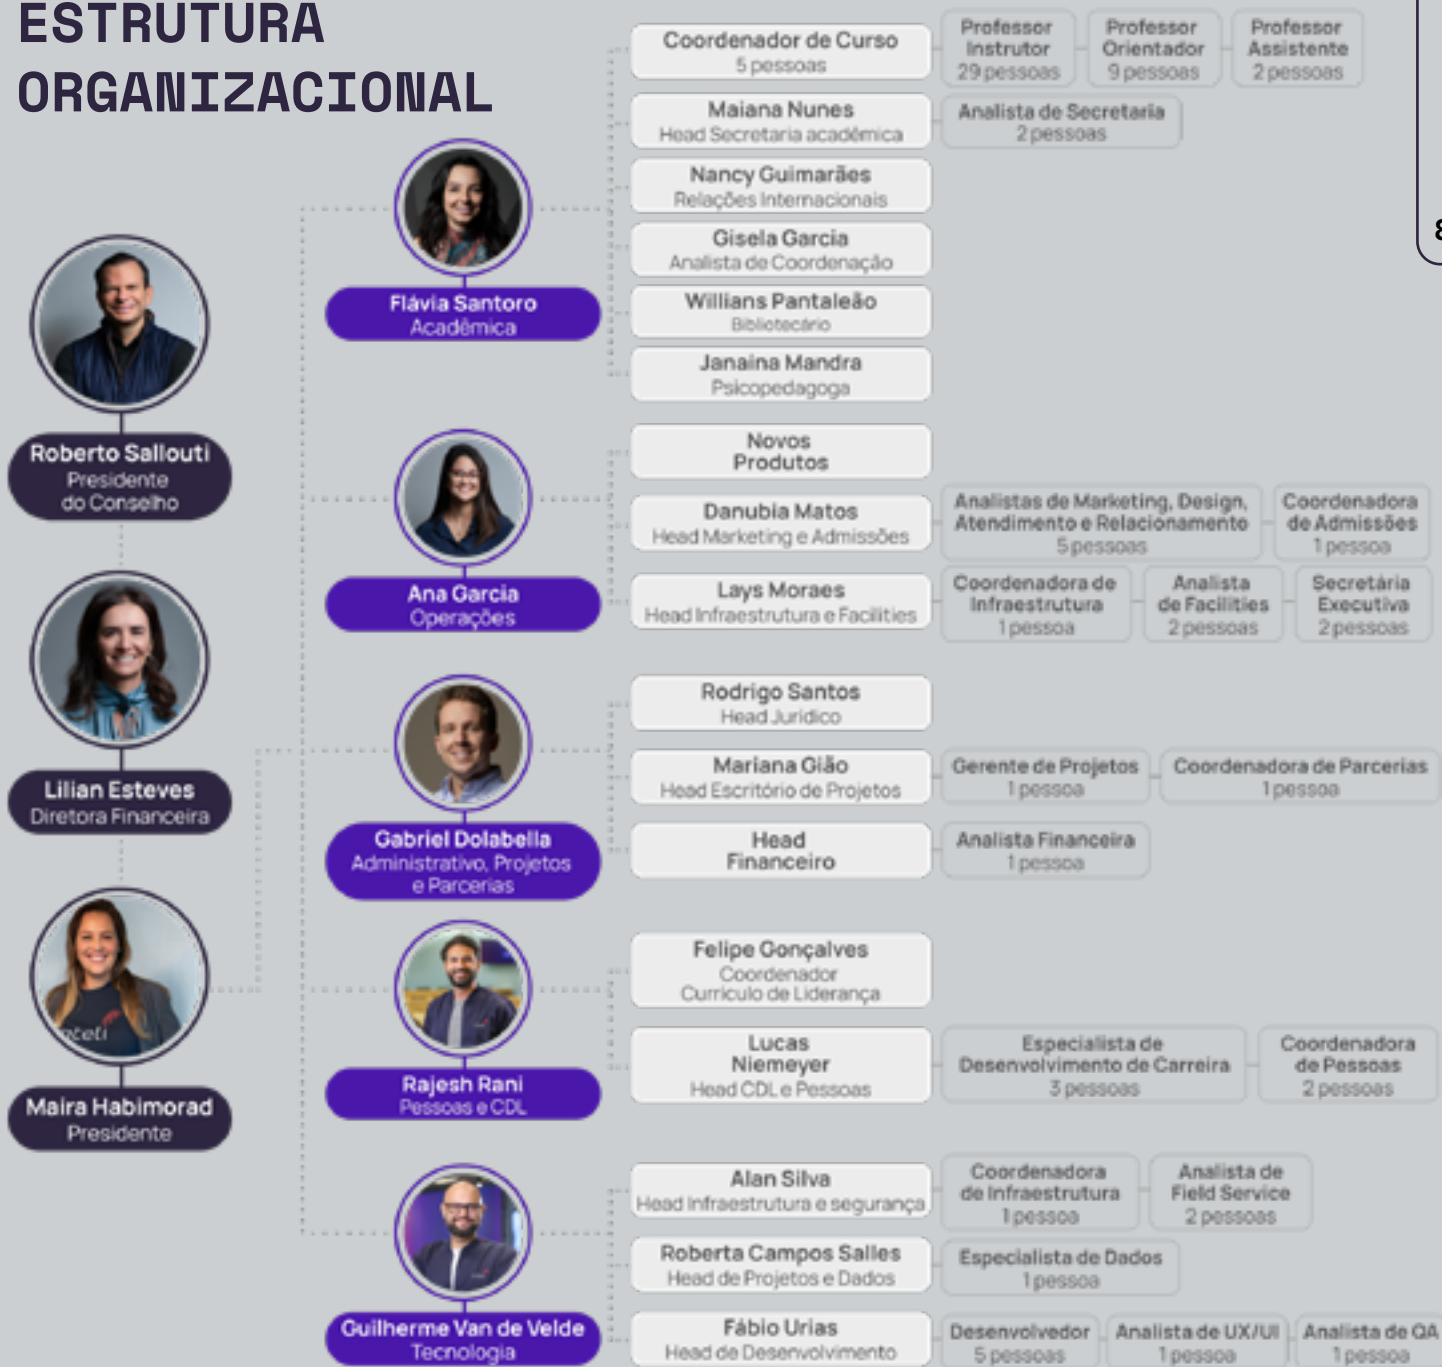 ESTRUTURA
ORGANIZACIONAL
Roberto Sallouti
Presidente
do Conselho
Lilian Esteves
Diretora Financeira
Maira Habimorad
Presidente
Flávia Santoro
Acadêmica
Coordenador de Curso
5 pessoas
Professor
Instrutor
29 pessoas
Professor
Orientador
9 pessoas
Professor
Assistente
2 pessoas
Maiana Nunes
Head Secretaria acadêmica
Analista de Secretaria
2 pessoas
Nancy Guimarães
Relações Internacionais
Gisela Garcia
Analista de Coordenação
Willians Pantaleão
Bibliotecário
Janaina Mandra
Psicopedagoga
Ana Garcia
Operações
Novos
Produtos
Danubia Matos
Head Marketing e Admissões
Analistas de Marketing, Design,
Atendimento e Relacionamento
5 pessoas
Coordenadora
de Admissões
1 pessoa
Lays Moraes
Head Infraestrutura e Facilities
Coordenadora de
Infraestrutura
1 pessoa
Analista
de Facilities
2 pessoas
Secretária
Executiva
2 pessoas
Gabriel Dolabella
Administrativo, Projetos
e Parcerias
Rodrigo Santos
Head Jurídico
Mariana Gião
Head Escritório de Projetos
Gerente de Projetos
1 pessoa
Coordenadora de Parcerias
1 pessoa
Head
Financeiro
Analista Financeira
1 pessoa
Rajesh Rani
Pessoas e CDL
Felipe Gonçalves
Coordenador
Currículo de Liderança
Lucas
Niemeyer
Head CDL e Pessoas
Especialista de
Desenvolvimento de Carreira
3 pessoas
Coordenadora
de Pessoas
2 pessoas
Guilherme Van de Velde
Tecnologia
Alan Silva
Head Infraestrutura e segurança
Coordenadora
de Infraestrutura
1 pessoa
Analista de
Field Service
2 pessoas
Roberta Campos Salles
Head de Projetos e Dados
Especialista de Dados
1 pessoa
Fábio Urias
Head de Desenvolvimento
Desenvolvedor
5 pessoas
Analista de UX/UI
1 pessoa
Analista de QA
1 pessoa